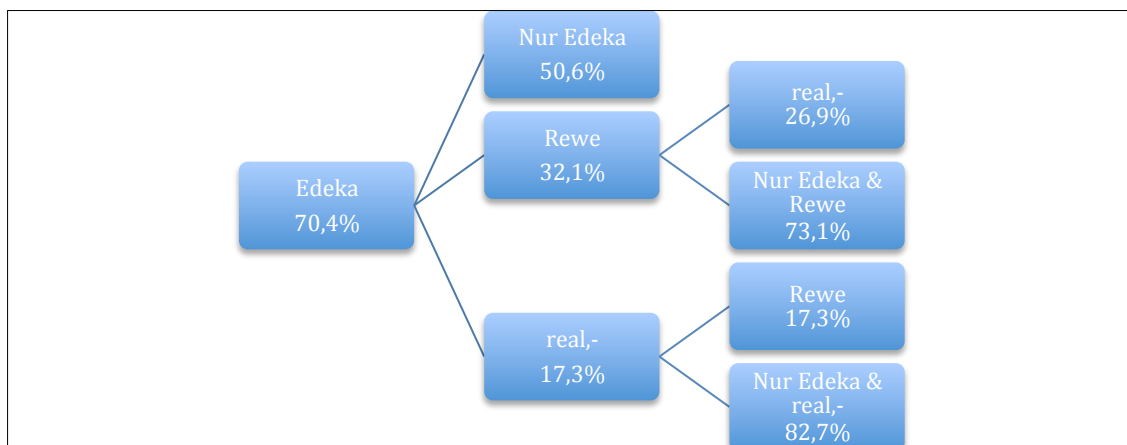 Edeka
70,4%
Nur Edeka
50,6%
Rewe
32,1%
real,-
17,3%
real,-
26,9%
Nur Edeka &
Rewe
73,1%
Rewe
17,3%
Nur Edeka &
real,-
82,7%